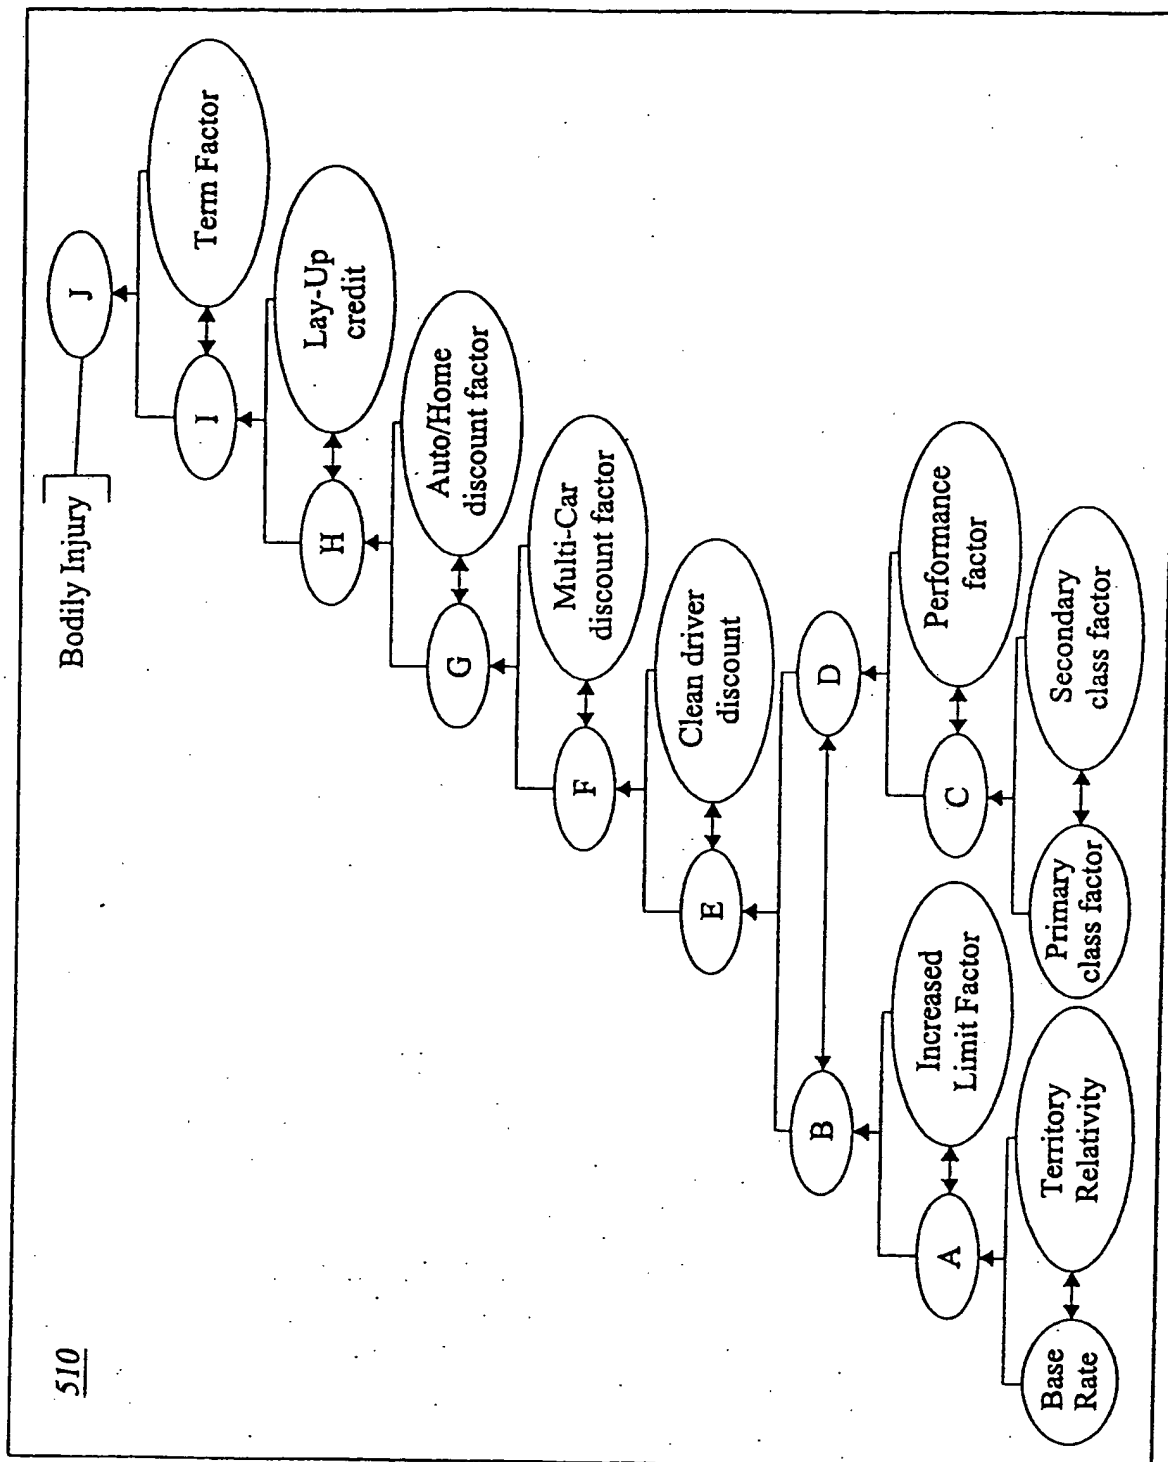 510
Bodily Injury
J
I
Term Factor
H
Lay-Up
credit
G
Auto/Home
discount factor
F
Multi-Car
discount factor
E
Clean driver
discount
B
D
A
Increased
Limit Factor
C
Performance
factor
Base
Rate
Territory
Relativity
Primary
class factor
Secondary
class factor